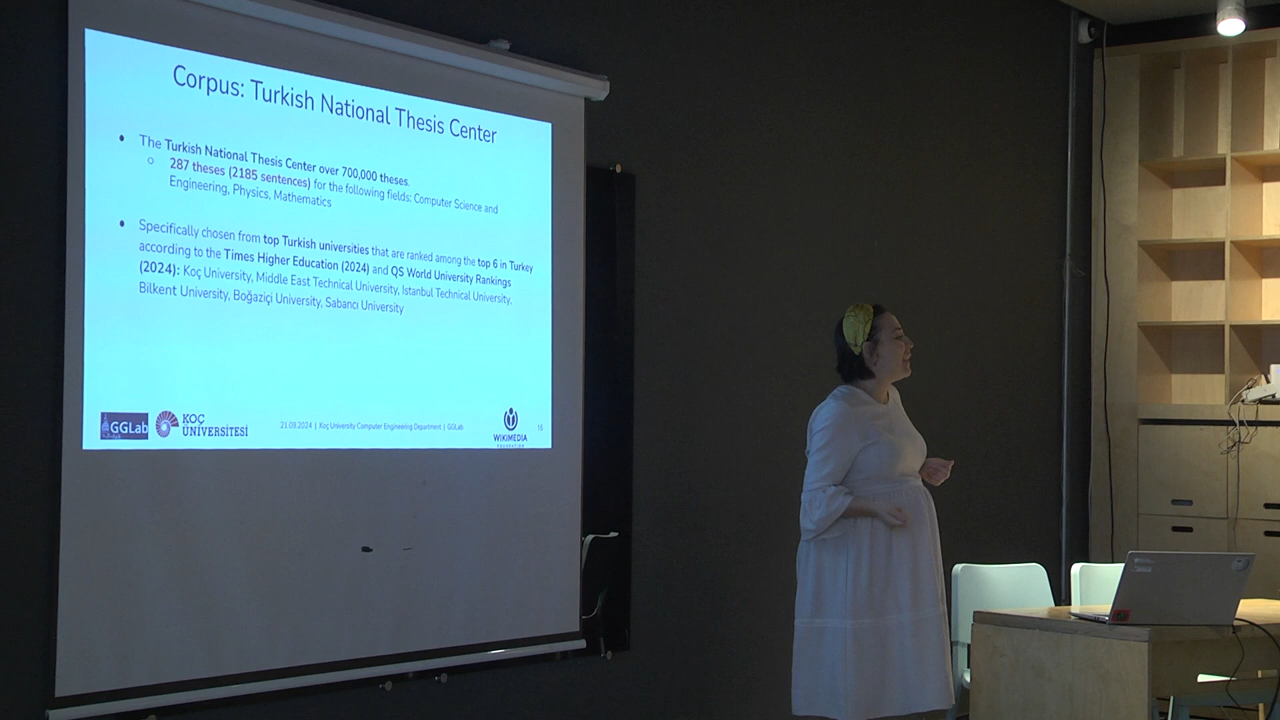 Corpus: Turkish National Thesis Center
• The Turkish National Thesis Center over 700,000 theses.
○ 287 theses (2185 sentences) for the following fields: Computer Science and
Engineering, Physics, Mathematics
• Specifically chosen from top Turkish universities that are ranked among the top 6 in Turkey
according to the Times Higher Education (2024) and QS World University Rankings
(2024): Koç University, Middle East Technical University, Istanbul Technical University,
Bilkent University, Boğaziçi University, Sabancı University
GGLab
KOÇ
ÜNİVERSİTESİ
21.09.2024 | Koç University Computer Engineering Department | GGLab
WIKIMEDIA
FOUNDATION
16